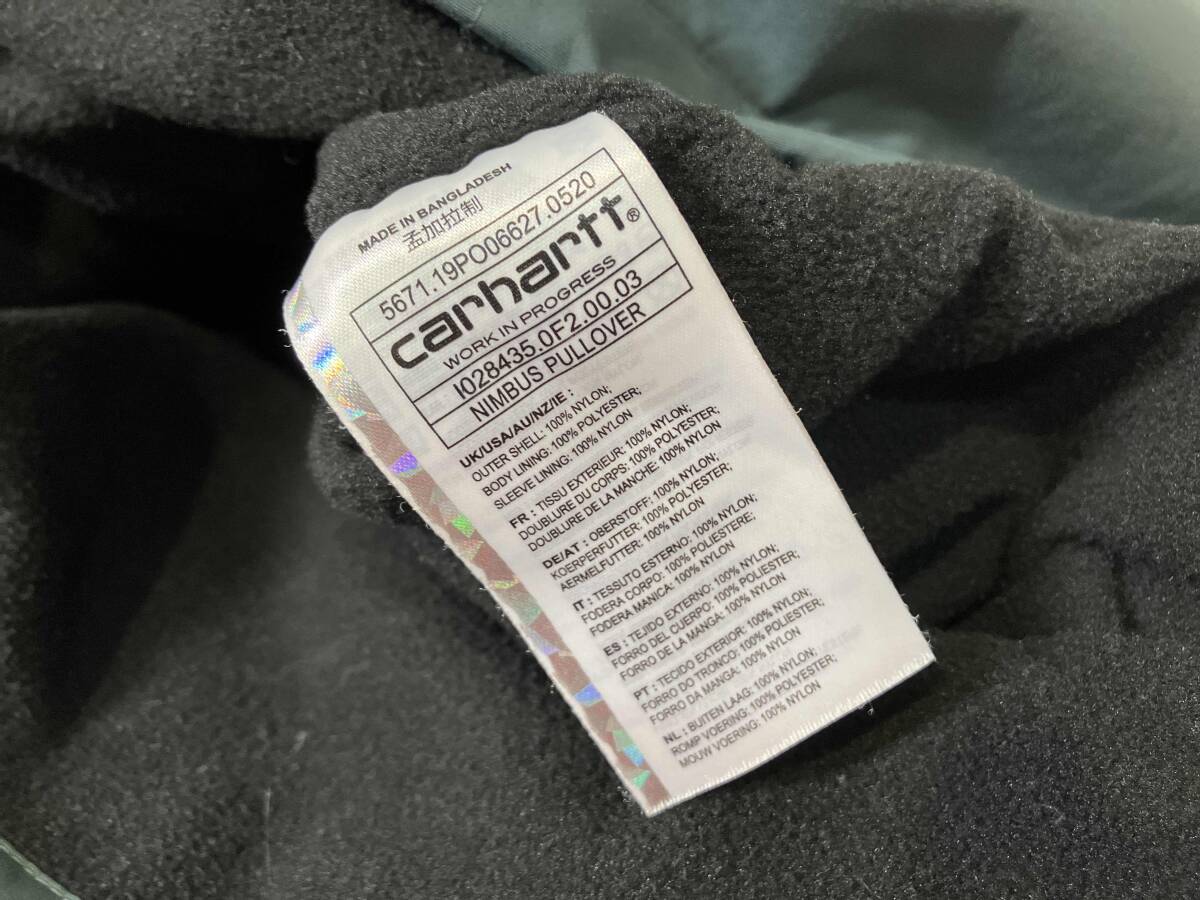 MADE IN BANGLADESH
孟加拉制
5671.19PO06627.0520
carhartt®
WORK IN PROGRESS
I028435.0F2.00.03
NIMBUS PULLOVER
UK/USA/AU/NZ/IE :
OUTER SHELL: 100% NYLON;
BODY LINING: 100% POLYESTER;
SLEEVE LINING: 100% NYLON
FR : TISSU EXTERIEUR: 100% NYLON;
DOUBLURE DU CORPS: 100% POLYESTER;
DOUBLURE DE LA MANCHE: 100% NYLON
DE/AT : OBERSTOFF: 100% NYLON;
KOERPERFUTTER: 100% POLYESTER;
AERMELFUTTER: 100% NYLON
IT : TESSUTO ESTERNO: 100% NYLON;
FODERA CORPO: 100% POLIESTERE;
FODERA MANICA: 100% NYLON
ES : TEJIDO EXTERNO: 100% NYLON;
FORRO DEL CUERPO: 100% POLIESTER;
FORRO DE LA MANGA: 100% NYLON
PT : TECIDO EXTERIOR: 100% NYLON;
FORRO DO TRONCO: 100% POLIESTER;
FORRO DA MANGA: 100% NYLON
NL : BUITEN LAAG: 100% NYLON;
ROMP VOERING: 100% POLYESTER;
MOUW VOERING: 100% NYLON